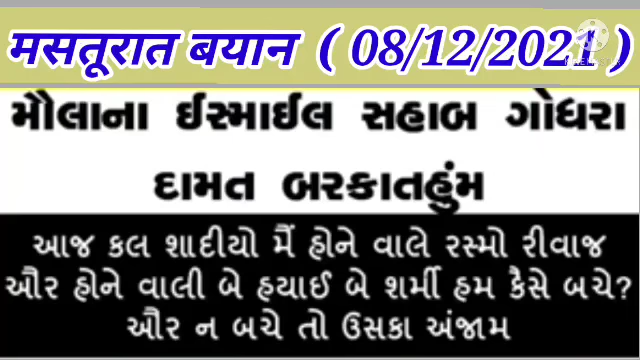 मसतूरात बयान ( 08/12/2021 )
મૌલાના ઈસ્માઈલ સહાબ ગોધરા
દામત બરકાતહુંમ
આજ કલ શાદીયો મેં હોને વાલે રસ્મો રીવાજ
ઔર હોને વાલી બે હયાઈ બે શર્મી હમ કૈસે બચે?
ઔર ન બચે તો ઉસકા અંજામ